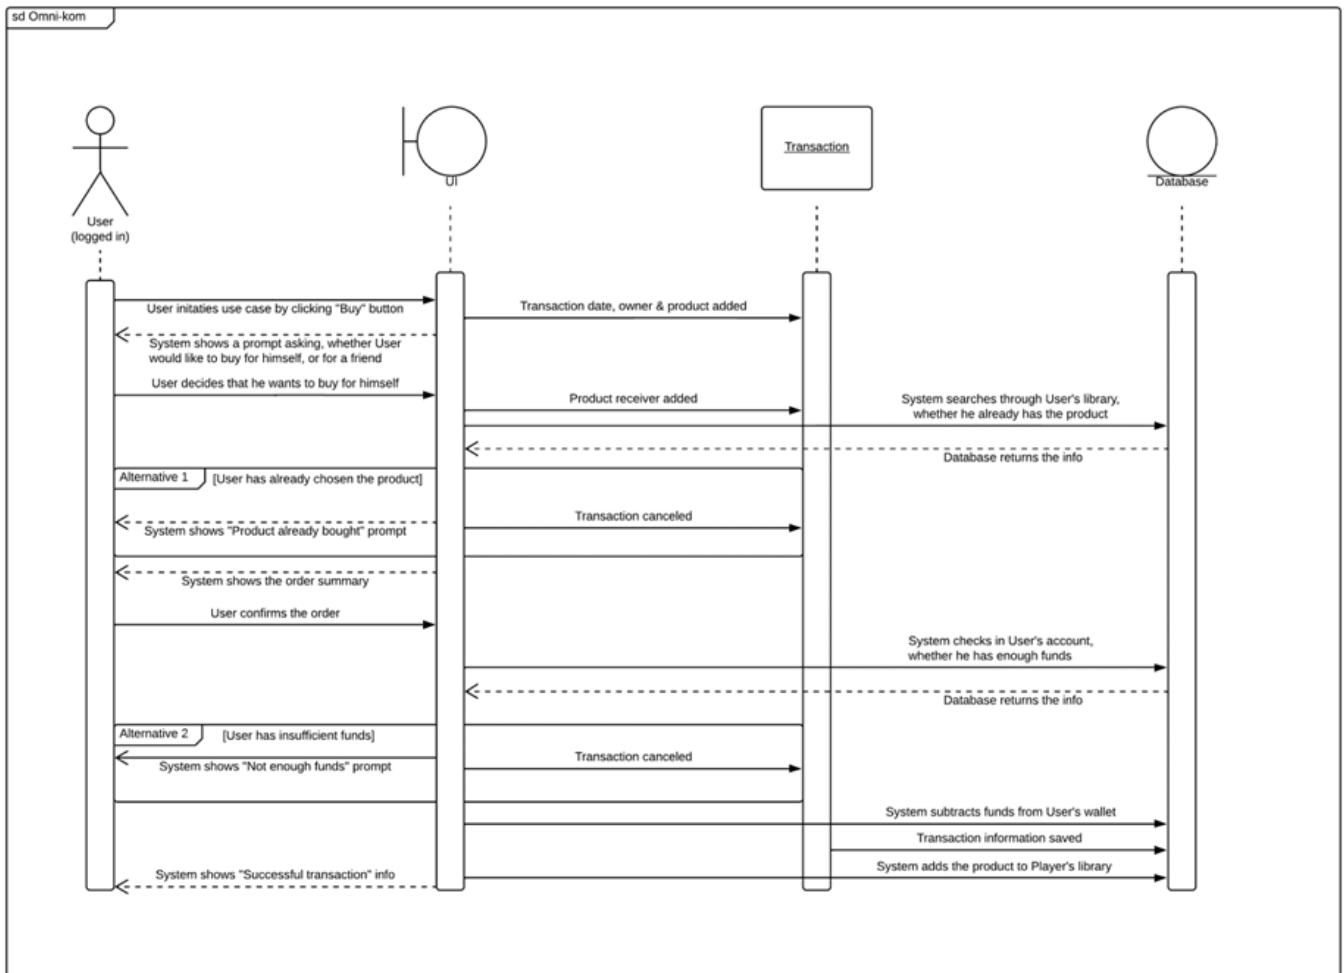 sd Omni-kom
User
(logged in)
UI
Transaction
Database
User initaties use case by clicking "Buy" button
Transaction date, owner & product added
System shows a prompt asking, whether User
would like to buy for himself, or for a friend
User decides that he wants to buy for himself
Product receiver added
System searches through User's library,
whether he already has the product
Database returns the info
Alternative 1
[User has already chosen the product]
Transaction canceled
System shows "Product already bought" prompt
System shows the order summary
User confirms the order
System checks in User's account,
whether he has enough funds
Database returns the info
Alternative 2
[User has insufficient funds]
Transaction canceled
System shows "Not enough funds" prompt
System subtracts funds from User's wallet
Transaction information saved
System adds the product to Player's library
System shows "Successful transaction" info